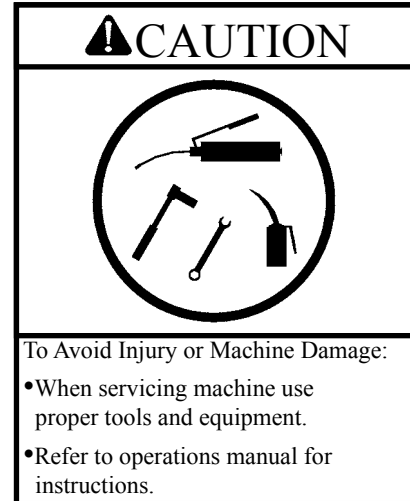 CAUTION
To Avoid Injury or Machine Damage:
•When servicing machine use
proper tools and equipment.
•Refer to operations manual for
instructions.